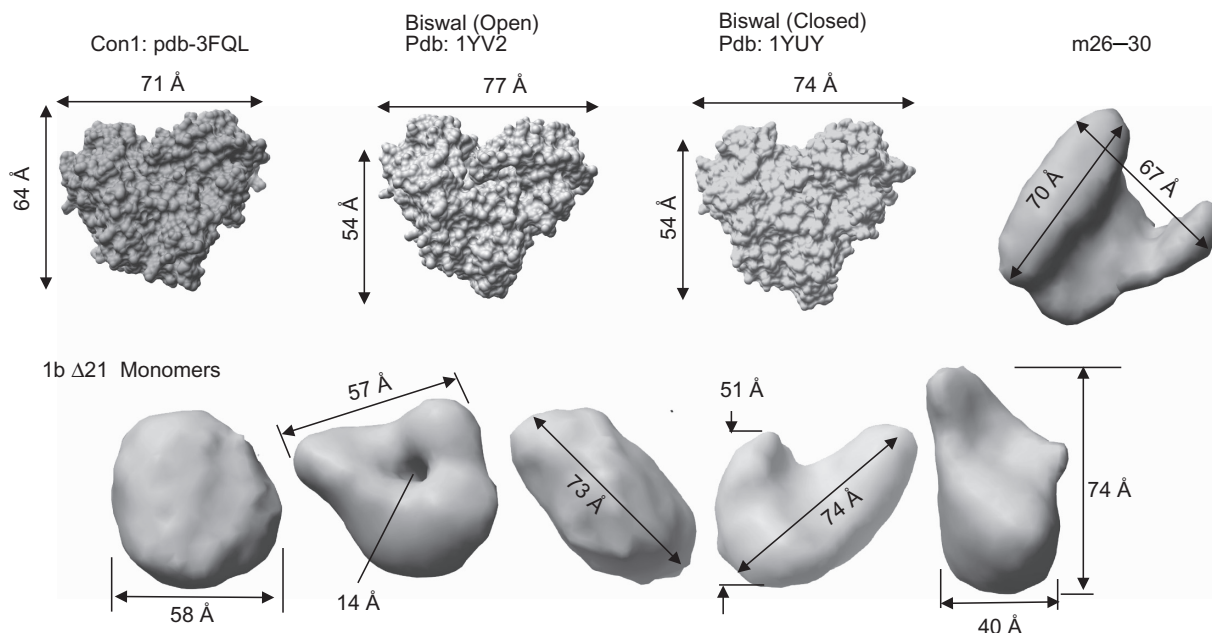 Con1: pdb-3FQL
Biswal (Open)
Pdb: 1YV2
Biswal (Closed)
Pdb: 1YUY
m26–30
71 Å
77 Å
74 Å
64 Å
54 Å
54 Å
70 Å
67 Å
1b Δ21 Monomers
57 Å
51 Å
73 Å
74 Å
74 Å
58 Å
14 Å
40 Å